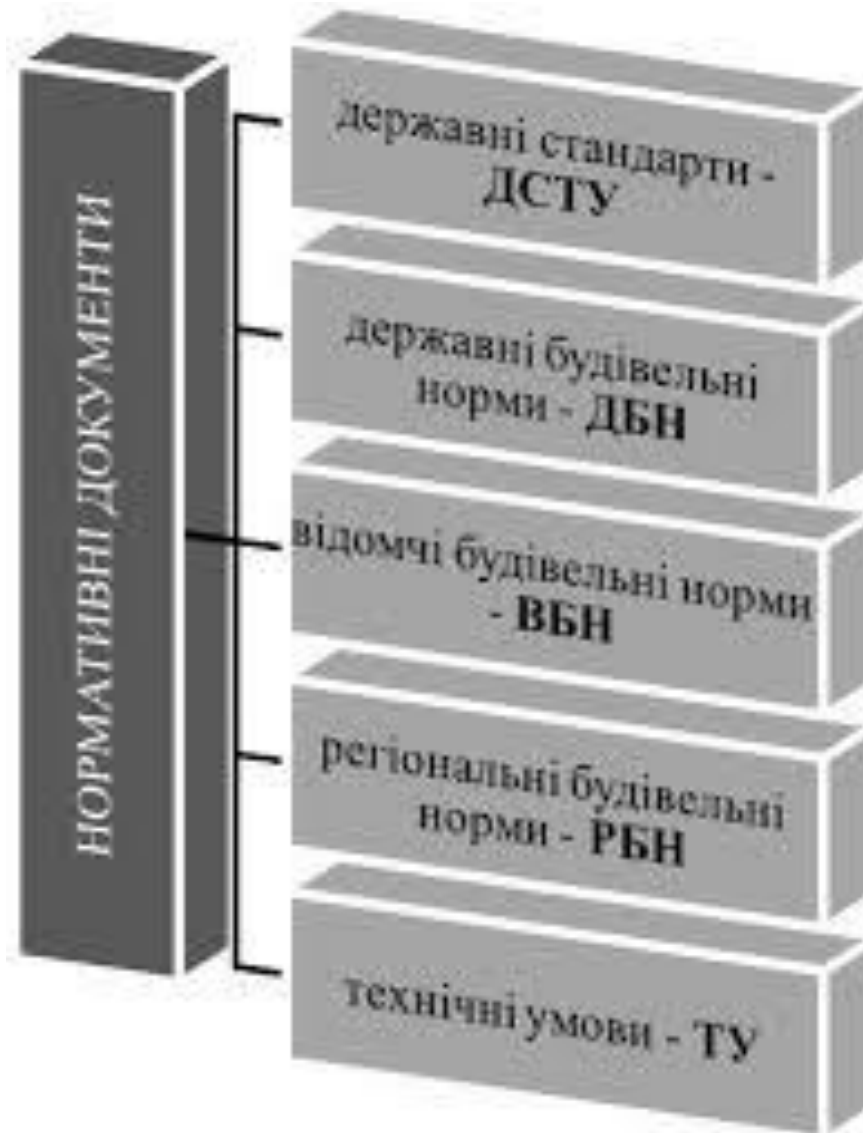 НОРМАТИВНІ ДОКУМЕНТИ
державні стандарти -
ДСТУ
державні будівельні
норми - ДБН
відомчі будівельні норми
- ВБН
регіональні будівельні
норми - РБН
технічні умови - ТУ